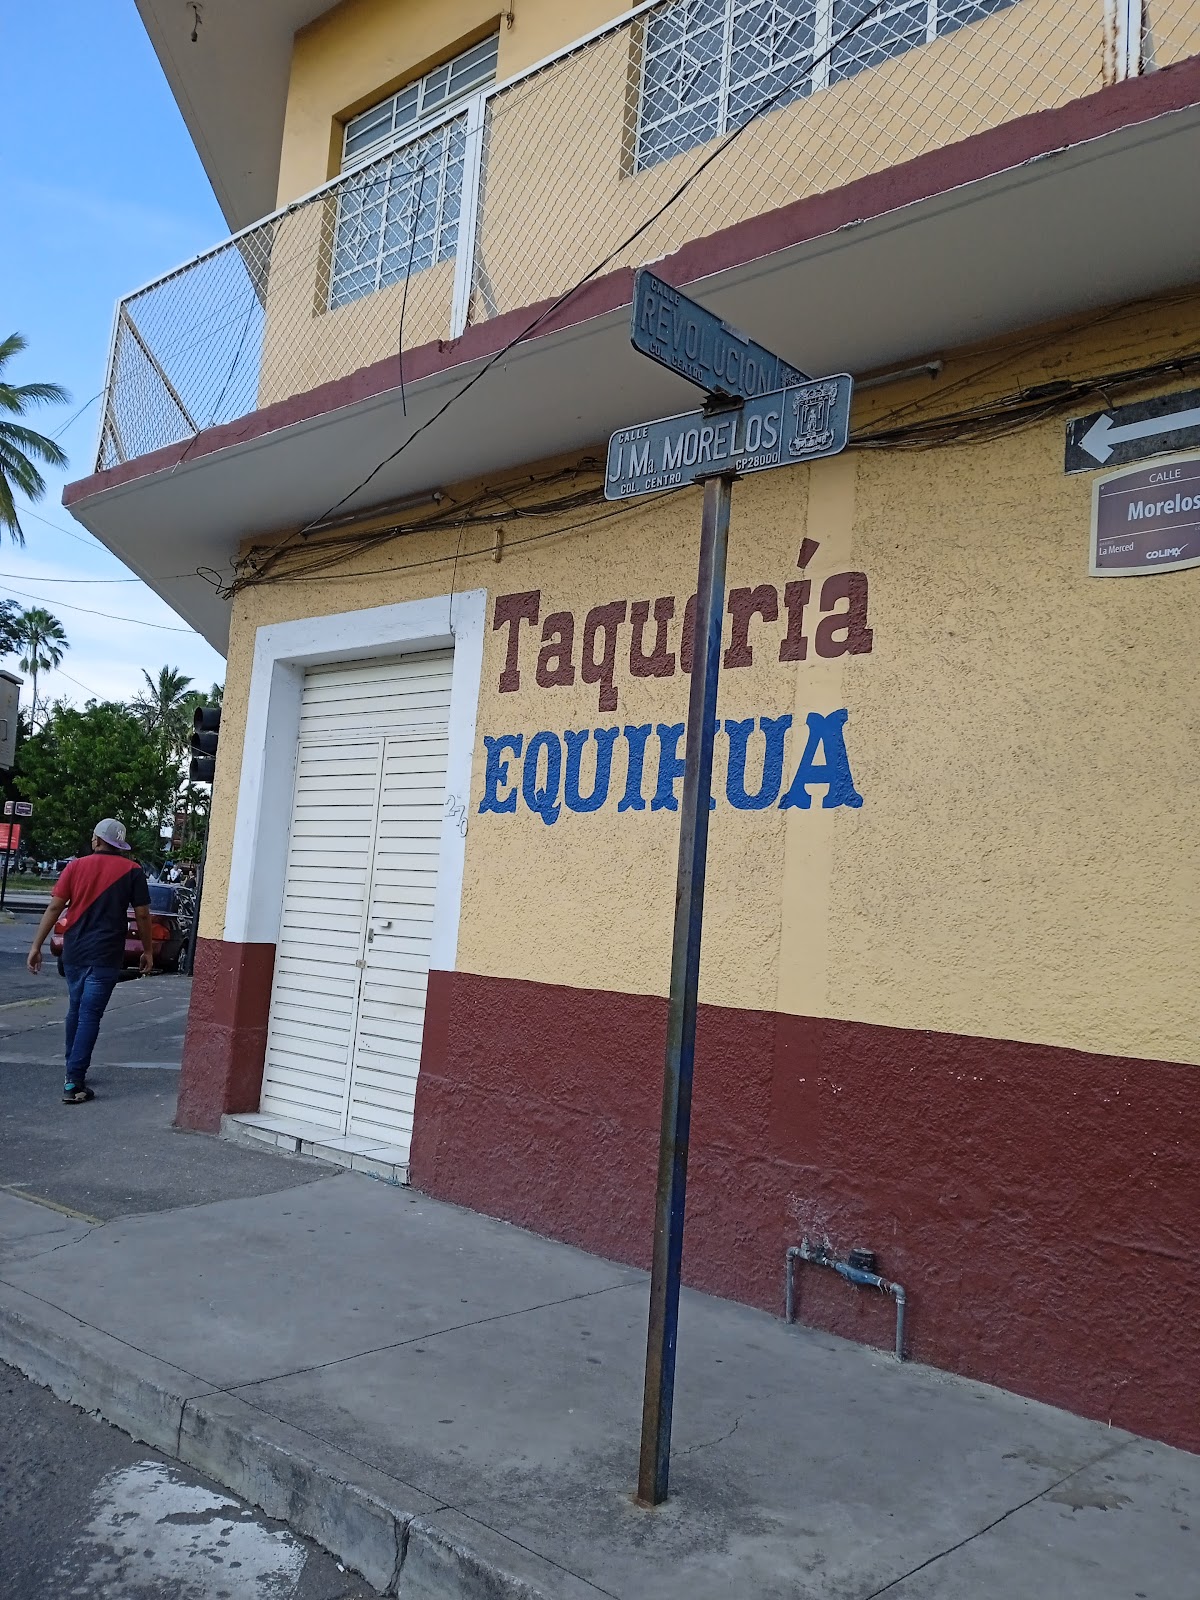 CALLE
REVOLUCION
COL. CENTRO
CALLE
J. Ma. MORELOS
COL. CENTRO CP28000
CALLE
Morelos
La Merced
COLIMA
Taquería
EQUIHUA